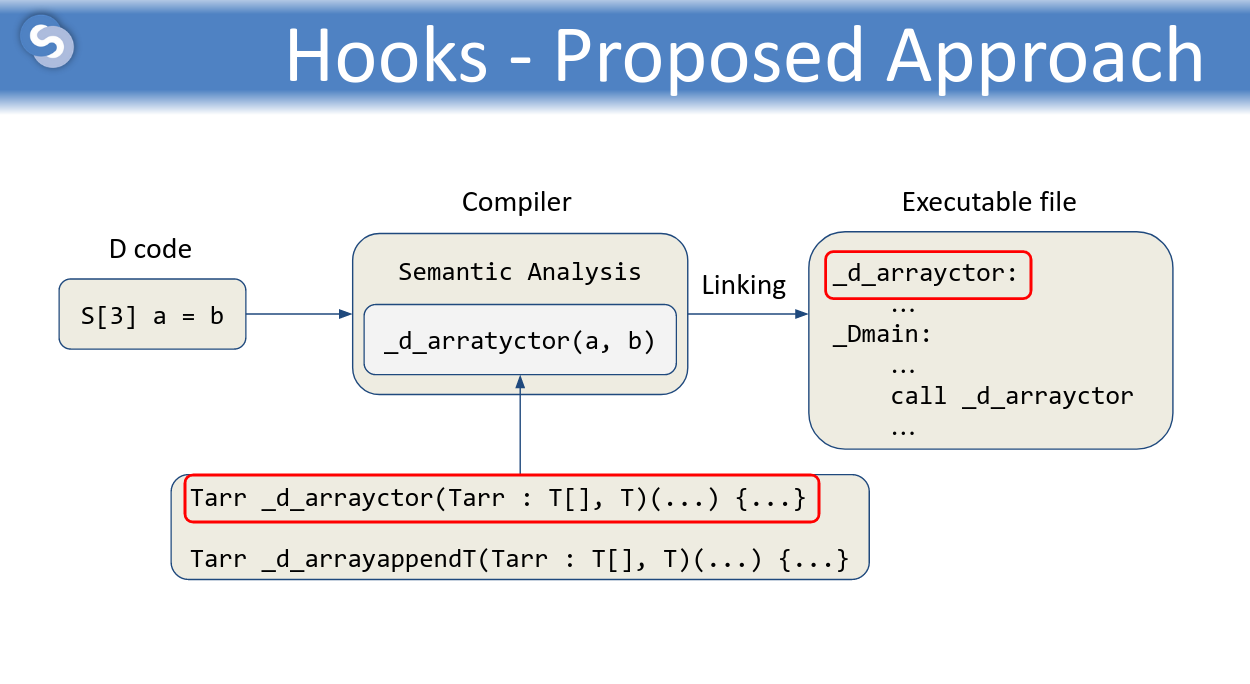 Hooks - Proposed Approach
D code
S[3] a = b
Compiler
Semantic Analysis
_d_arratyctor(a, b)
Linking
Executable file
_d_arrayctor:
...
_Dmain:
...
call _d_arrayctor
...
Tarr _d_arrayctor(Tarr : T[], T)(...) {...}
Tarr _d_arrayappendT(Tarr : T[], T)(...) {...}